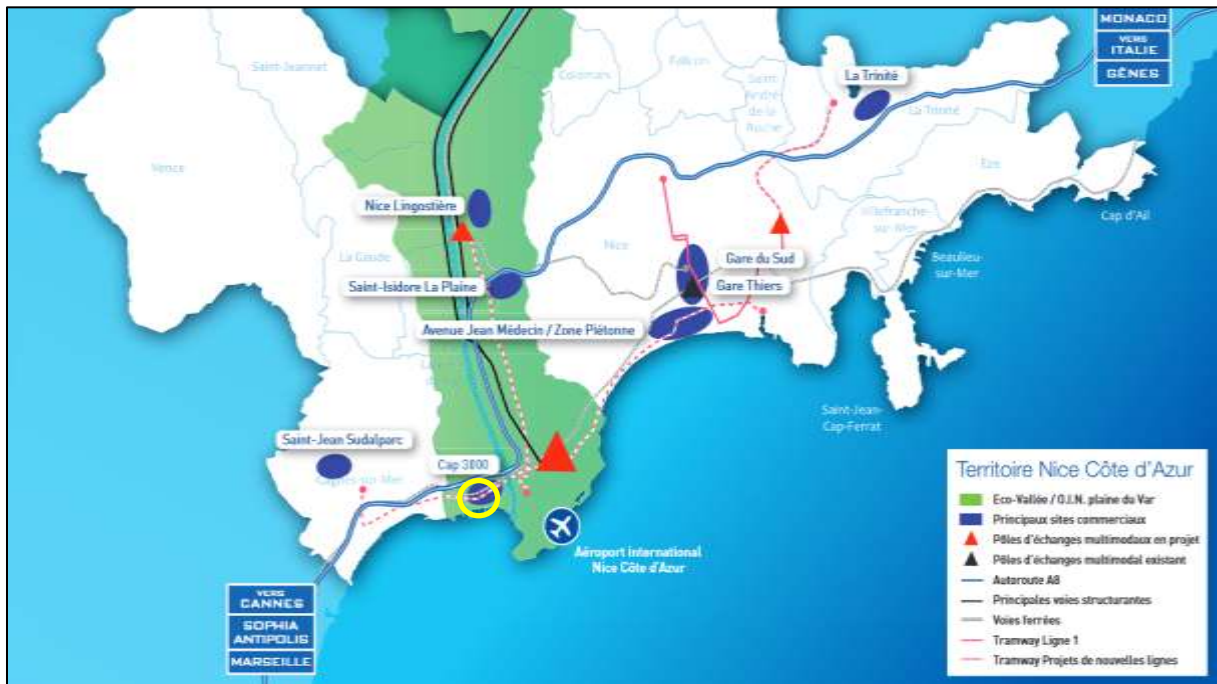 MONACO
VERS
ITALIE
GÊNES
Saint-Jeannet
Colomars
Falicon
Saint
André
de la
Roche
La Trinité
La Trinité
Vence
Eze
Nice Lingostière
Villefranche-
sur-Mer
Cap d'Ail
La Gaude
Nice
Gare du Sud
Beaulieu-
sur-Mer
Saint-Isidore La Plaine
Gare Thiers
Avenue Jean Médecin / Zone Piétonne
Saint-Jean-
Cap-Ferrat
Saint-Jean Sudalparc
Cap 3000
Cagnes-sur-Mer
Aéroport international
Nice Côte d'Azur
VERS
CANNES
SOPHIA
ANTIPOLIS
MARSEILLE
Territoire Nice Côte d'Azur
Eco-Vallée / O.I.N. plaine du Var
Principaux sites commerciaux
Pôles d'échanges multimodaux en projet
Pôles d'échanges multimodal existant
Autoroute A8
Principales voies structurantes
Voies ferrées
Tramway Ligne 1
Tramway Projets de nouvelles lignes